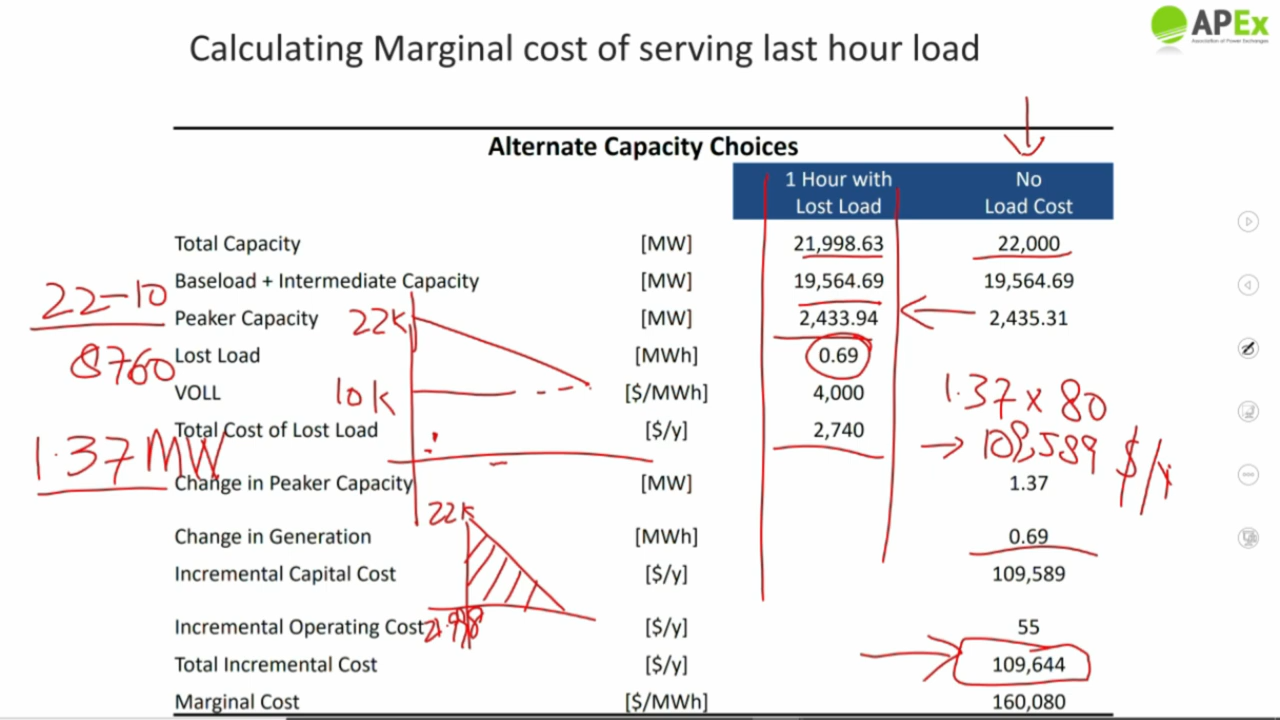 APEx
Association of Power Exchanges
Calculating Marginal cost of serving last hour load
Alternate Capacity Choices
1 Hour with Lost Load No Load Cost
Total Capacity [MW] 21,998.63 22,000
Baseload + Intermediate Capacity [MW] 19,564.69 19,564.69
Peaker Capacity [MW] 2,433.94 2,435.31
Lost Load [MWh] 0.69
VOLL [$/MWh] 4,000
Total Cost of Lost Load [$/y] 2,740
Change in Peaker Capacity [MW] 1.37
Change in Generation [MWh] 0.69
Incremental Capital Cost [$/y] 109,589
Incremental Operating Cost [$/y] 55
Total Incremental Cost [$/y] 109,644
Marginal Cost [$/MWh] 160,080
22-10
8760
1.37MW
22K
10K
22K
1.37 x 80
$/y